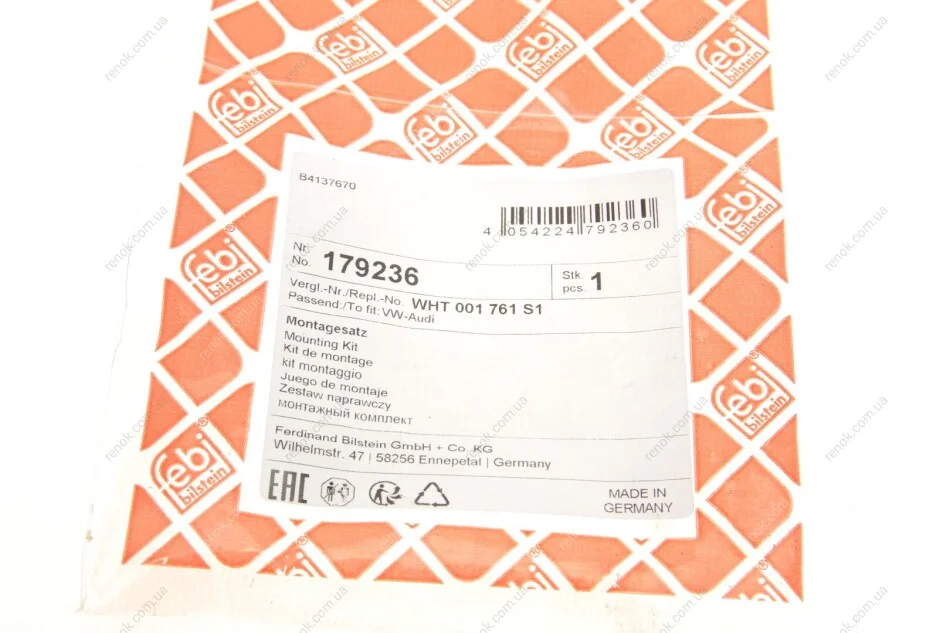 febi
bilstein
B4137670
4 054224 792360
Nr.
No. 179236
Stk.
pcs. 1
Vergl.-Nr./Repl.-No. WHT 001 761 S1
Passend:/To fit: VW-Audi
Montagesatz
Mounting Kit
Kit de montage
kit montaggio
Juego de montaje
Zestaw naprawczy
монтажный комплект
Ferdinand Bilstein GmbH + Co. KG
Wilhelmstr. 47 | 58256 Ennepetal | Germany
EAC
MADE IN
GERMANY
renok.com.ua